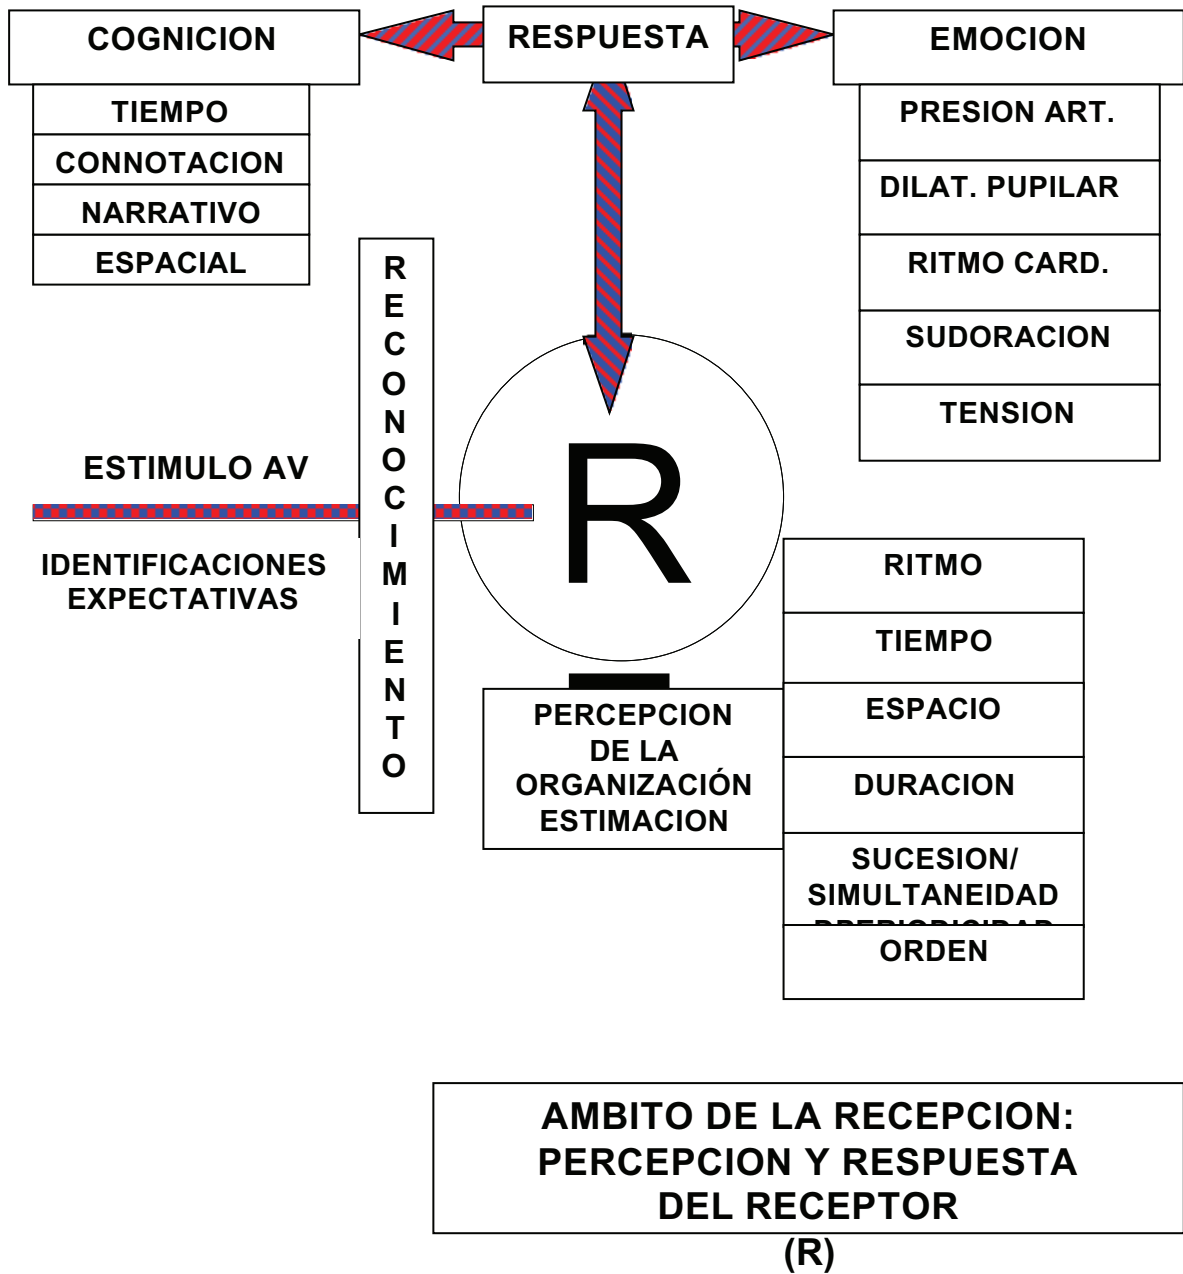 COGNICION
RESPUESTA
EMOCION
TIEMPO
CONNOTACION
NARRATIVO
ESPACIAL
PRESION ART.
DILAT. PUPILAR
RITMO CARD.
SUDORACION
TENSION
RECONOCIMIENTO
ESTIMULO AV
IDENTIFICACIONES
EXPECTATIVAS
R
PERCEPCION
DE LA
ORGANIZACIÓN
ESTIMACION
RITMO
TIEMPO
ESPACIO
DURACION
SUCESION/
SIMULTANEIDAD
ORDEN
AMBITO DE LA RECEPCION:
PERCEPCION Y RESPUESTA
DEL RECEPTOR
(R)